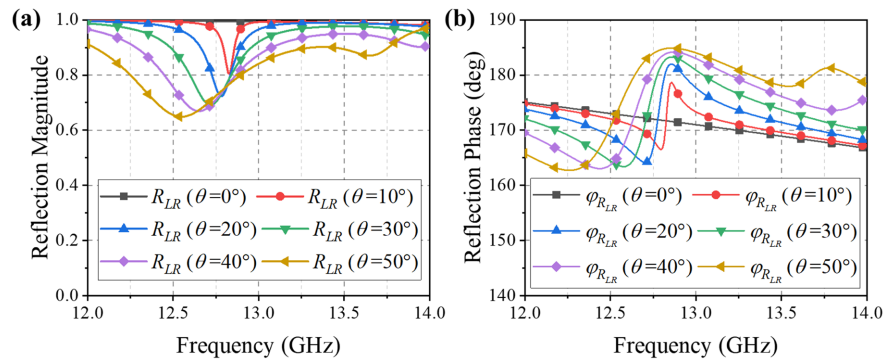 (a)
Reflection Magnitude
1.0
0.8
0.6
0.4
0.2
0.0
R_LR (θ=0°) R_LR (θ=10°)
R_LR (θ=20°) R_LR (θ=30°)
R_LR (θ=40°) R_LR (θ=50°)
12.0 12.5 13.0 13.5 14.0
Frequency (GHz)
(b)
Reflection Phase (deg)
190
180
170
160
150
140
φ_R_LR (θ=0°) φ_R_LR (θ=10°)
φ_R_LR (θ=20°) φ_R_LR (θ=30°)
φ_R_LR (θ=40°) φ_R_LR (θ=50°)
12.0 12.5 13.0 13.5 14.0
Frequency (GHz)